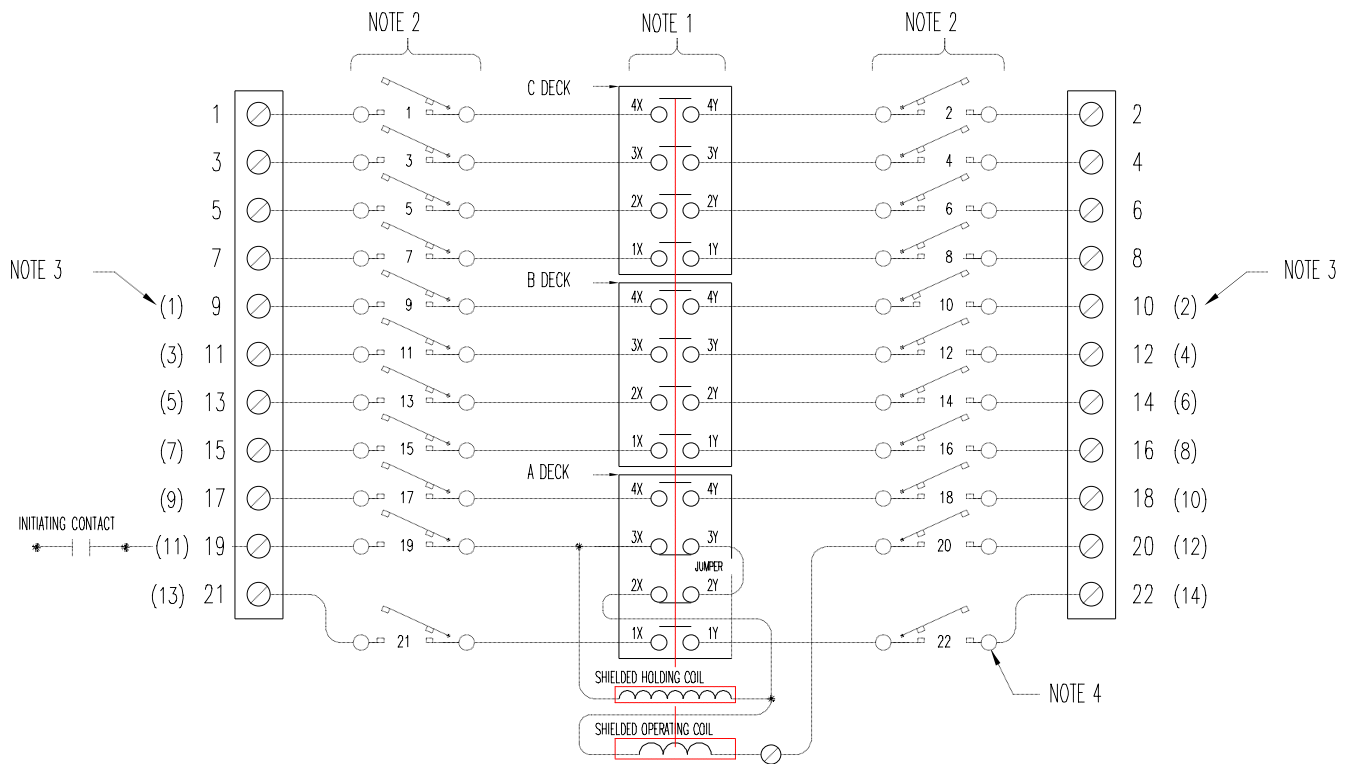 NOTE 2 NOTE 1 NOTE 2
C DECK
1 1 4X 4Y 2 2
3 3 3X 3Y 4 4
5 5 2X 2Y 6 6
7 7 1X 1Y 8 8
NOTE 3 NOTE 3
B DECK
(1) 9 9 4X 4Y 10 10 (2)
(3) 11 11 3X 3Y 12 12 (4)
(5) 13 13 2X 2Y 14 14 (6)
(7) 15 15 1X 1Y 16 16 (8)
A DECK
(9) 17 17 4X 4Y 18 18 (10)
INITIATING CONTACT
(11) 19 19 3X 3Y 20 20 (12)
JUMPER
(13) 21 2X 2Y 22 (14)
21 1X 1Y 22
SHIELDED HOLDING COIL
NOTE 4
SHIELDED OPERATING COIL